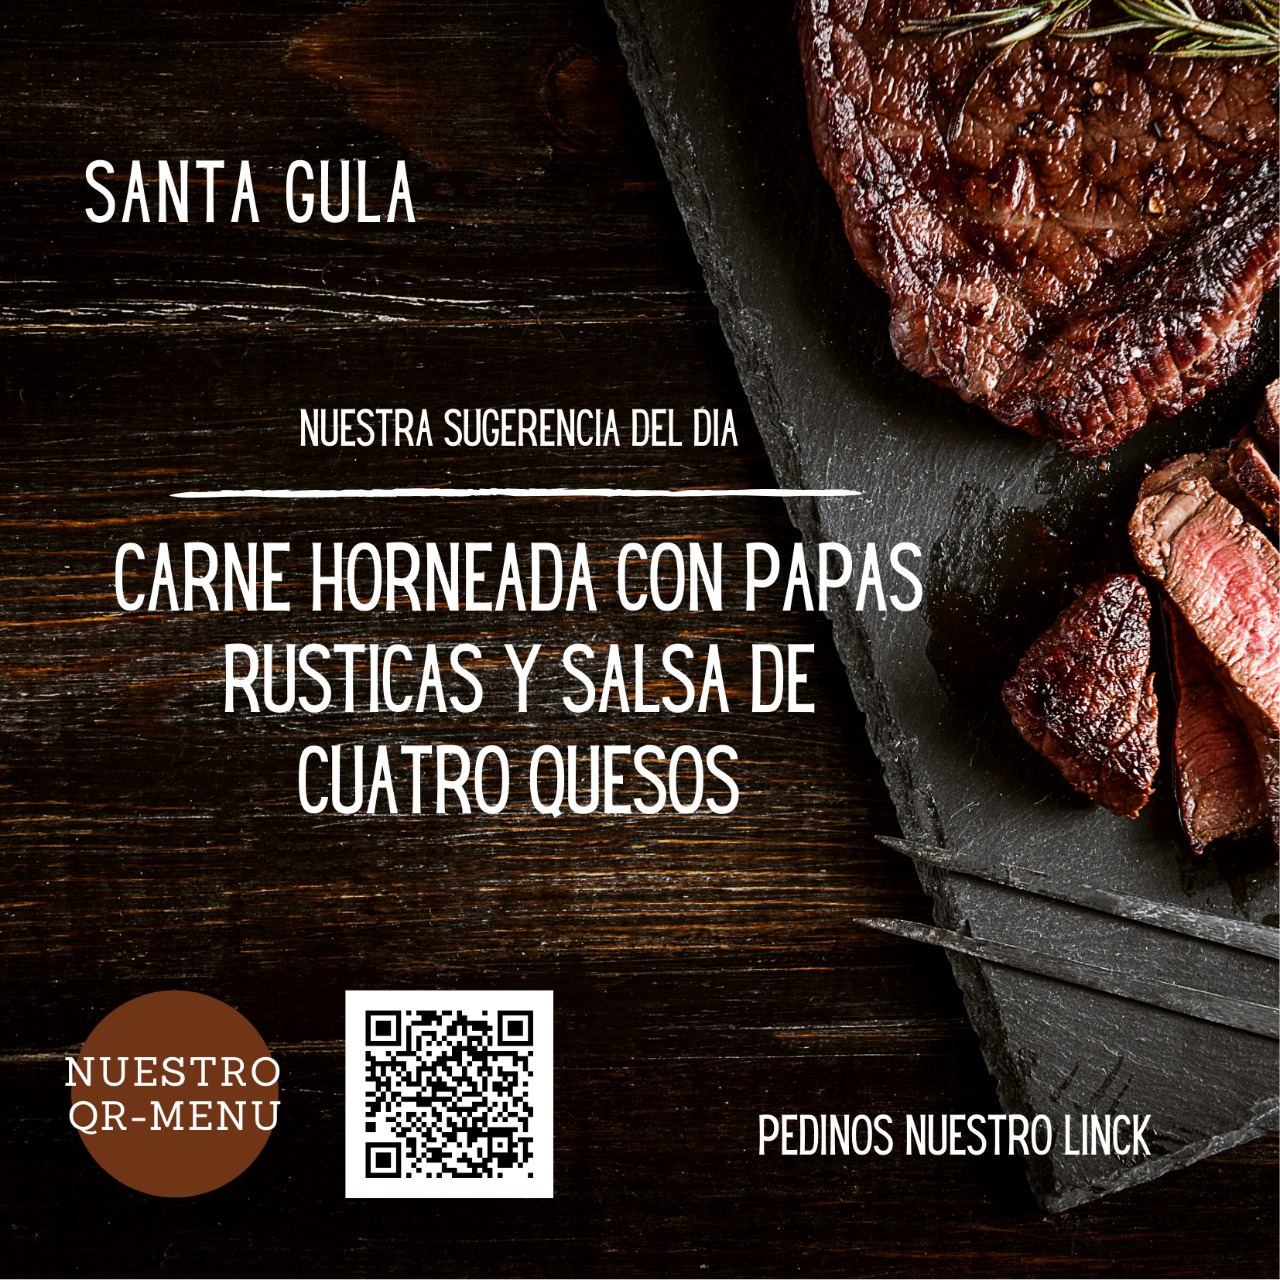 SANTA GULA
NUESTRA SUGERENCIA DEL DIA
CARNE HORNEADA CON PAPAS
RUSTICAS Y SALSA DE
CUATRO QUESOS
NUESTRO
QR-MENU
PEDINOS NUESTRO LINCK